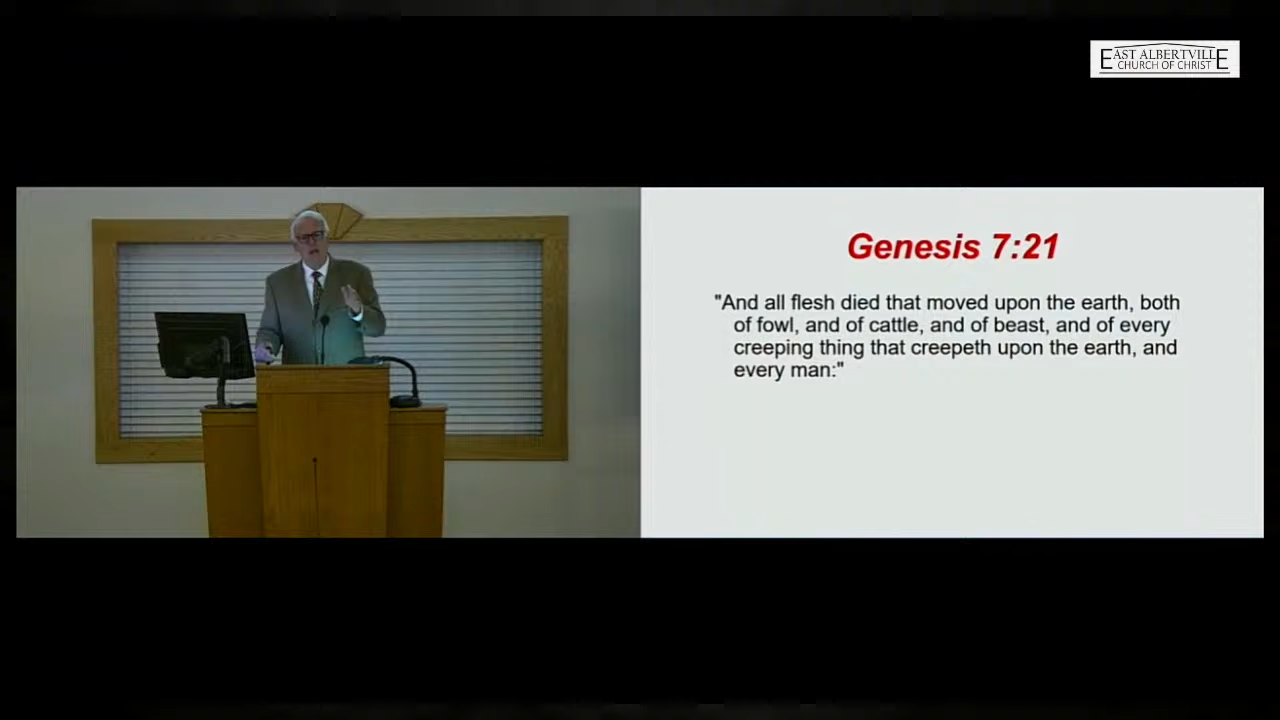 EAST ALBERTVILLE
CHURCH OF CHRIST
Genesis 7:21
"And all flesh died that moved upon the earth, both
of fowl, and of cattle, and of beast, and of every
creeping thing that creepeth upon the earth, and
every man:"